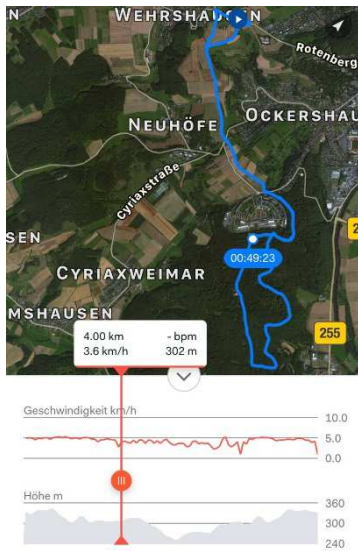 WEHRSHAUSEN
Rotenberg
OCKERSHAU
NEUHÖFE
Cyriaxstraße
2
SEN
00:49:23
CYRIAXWEIMAR
MSHAUSEN
255
4.00 km - bpm
3.6 km/h 302 m
Geschwindigkeit km/h
10.0
5.0
0.0
Höhe m
360
300
240